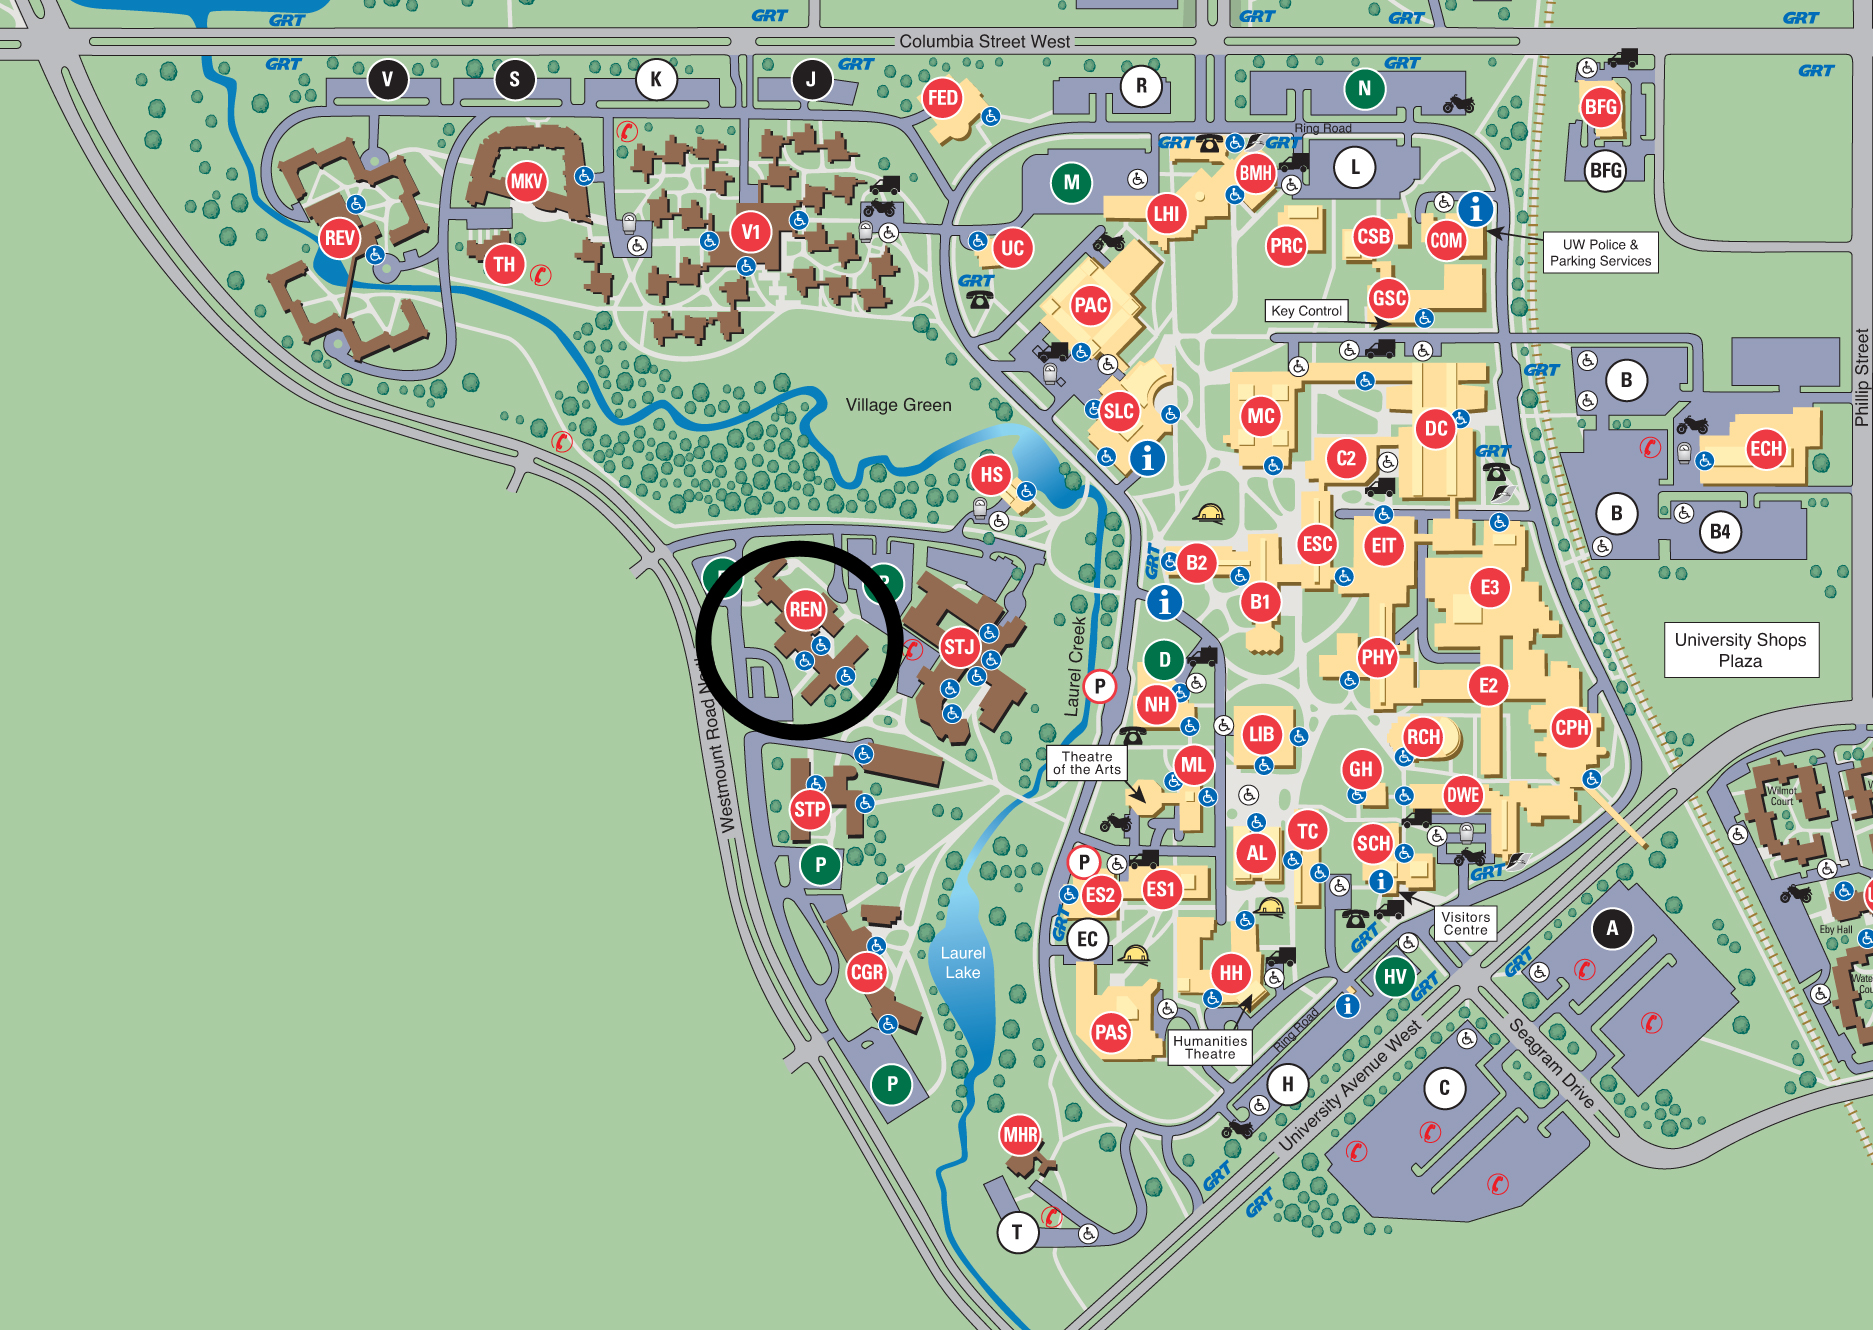 GRT
GRT
GRT
GRT
GRT
Columbia Street West
GRT
GRT
GRT
GRT
V
S
K
J
FED
R
N
BFG
BFG
Ring Road
GRT
GRT
MKV
M
BMH
L
LHI
REV
TH
V1
UC
PRC
CSB
COM
i
UW Police &
Parking Services
GRT
PAC
GSC
Key Control
Phillip Street
GRT
B
Village Green
SLC
MC
DC
C2
GRT
ECH
i
HS
B
B4
GRT
B2
ESC
EIT
E3
REN
i
B1
STJ
Laurel Creek
D
PHY
University Shops
Plaza
P
NH
E2
Westmount Road
LIB
RCH
CPH
Theatre
of the Arts
ML
GH
DWE
STP
TC
SCH
Wilmot
Court
P
P
AL
GRT
ES2
ES1
i
GRT
EC
Visitors
Centre
A
Eby Hall
GRT
GRT
Laurel
Lake
CGR
HH
HV
GRT
i
PAS
Humanities
Theatre
Ring Road
University Avenue West
Seagram Drive
P
H
C
MHR
GRT
GRT
T